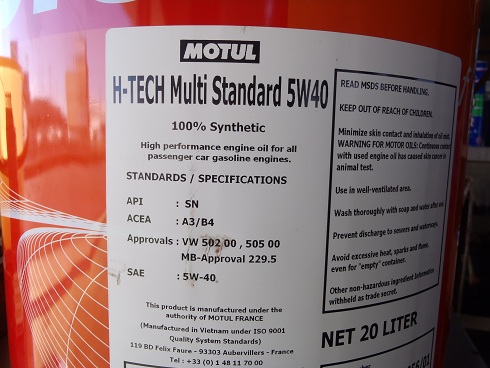 MOTUL
H-TECH Multi Standard 5W40
100% Synthetic
High performance engine oil for all
passenger car gasoline engines.
STANDARDS / SPECIFICATIONS
API : SN
ACEA : A3/B4
Approvals : VW 502 00 , 505 00
MB-Approval 229.5
SAE : 5W-40
This product is manufactured under the
authority of MOTUL FRANCE
(Manufactured in Vietnam under ISO 9001
Quality System Standards)
119 BD Felix Faure - 93303 Aubervillers - France
Tel : +33 (0) 1 48 11 70 00
READ MSDS BEFORE HANDLING.
KEEP OUT OF REACH OF CHILDREN.
Minimize skin contact and inhalation of oil mist.
WARNING FOR MOTOR OILS: Continuous contact
with used engine oil has caused skin cancer in
animal test.
Use in well-ventilated area.
Wash thoroughly with soap and water after use.
Prevent discharge to sewers and waterways.
Avoid excessive heat, sparks and flame,
even for "empty" container.
Other non-hazardous ingredient information
withheld as trade secret.
NET 20 LITER